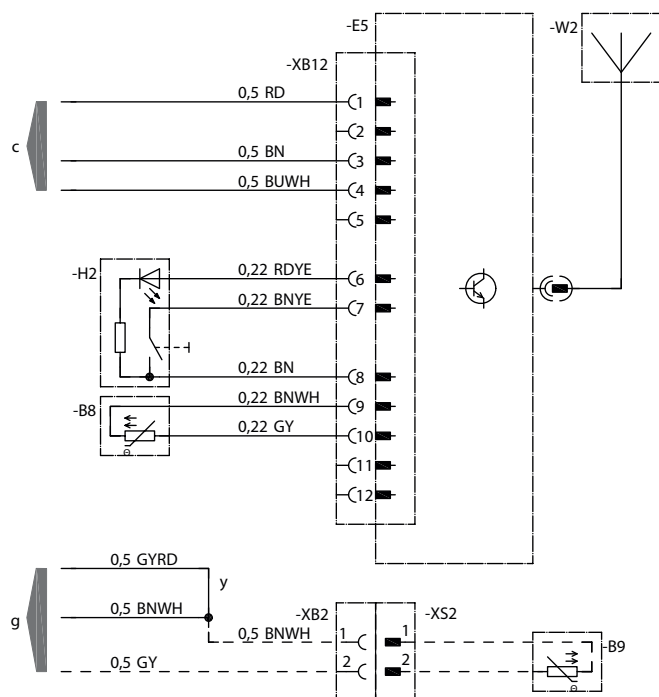 -E5
-W2
-XB12
0,5 RD
1
2
c
0,5 BN
3
0,5 BUWH
4
5
-H2
0,22 RDYE
6
0,22 BNYE
7
0,22 BN
8
-B8
0,22 BNWH
9
0,22 GY
10
Θ
11
12
0,5 GYRD
y
g
0,5 BNWH
-XB2
-XS2
0,5 BNWH
1
1
-B9
0,5 GY
2
2
Θ